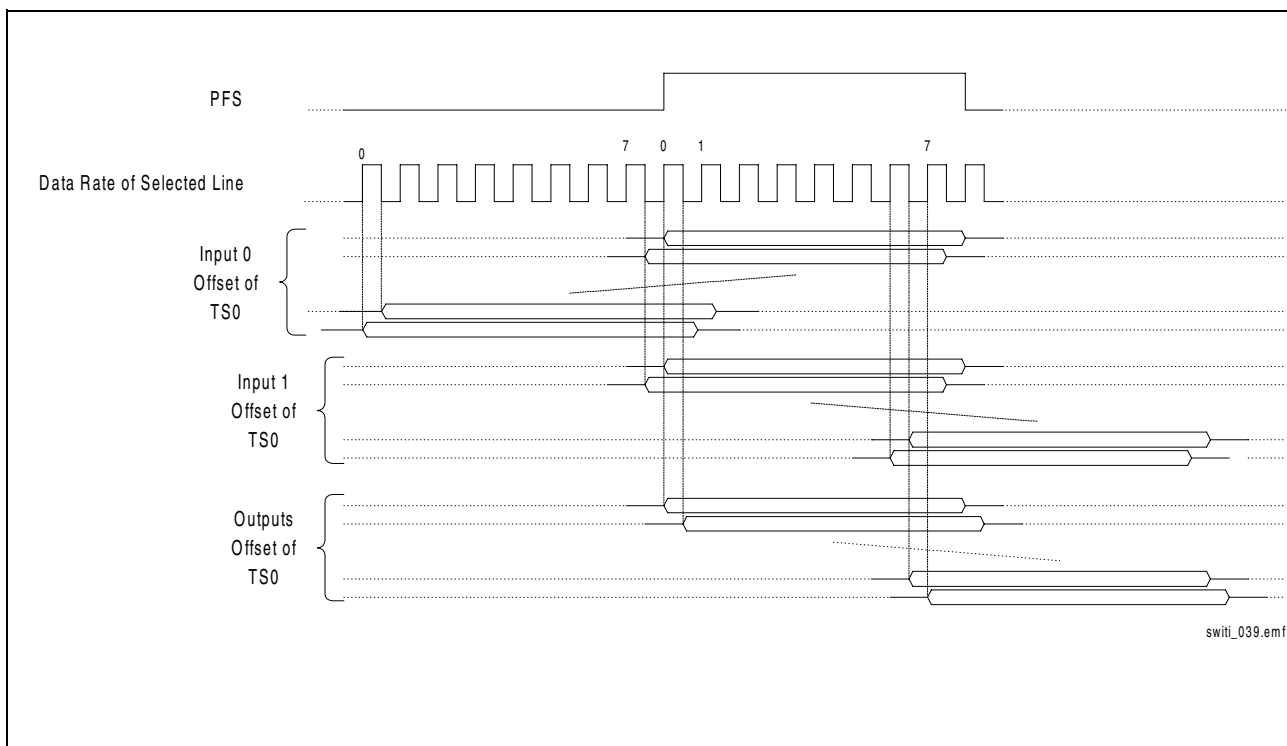 PFS
7 0 1 7
0
Data Rate of Selected Line
Input 0
Offset of
TS0
Input 1
Offset of
TS0
Outputs
Offset of
TS0
switi_039.emf